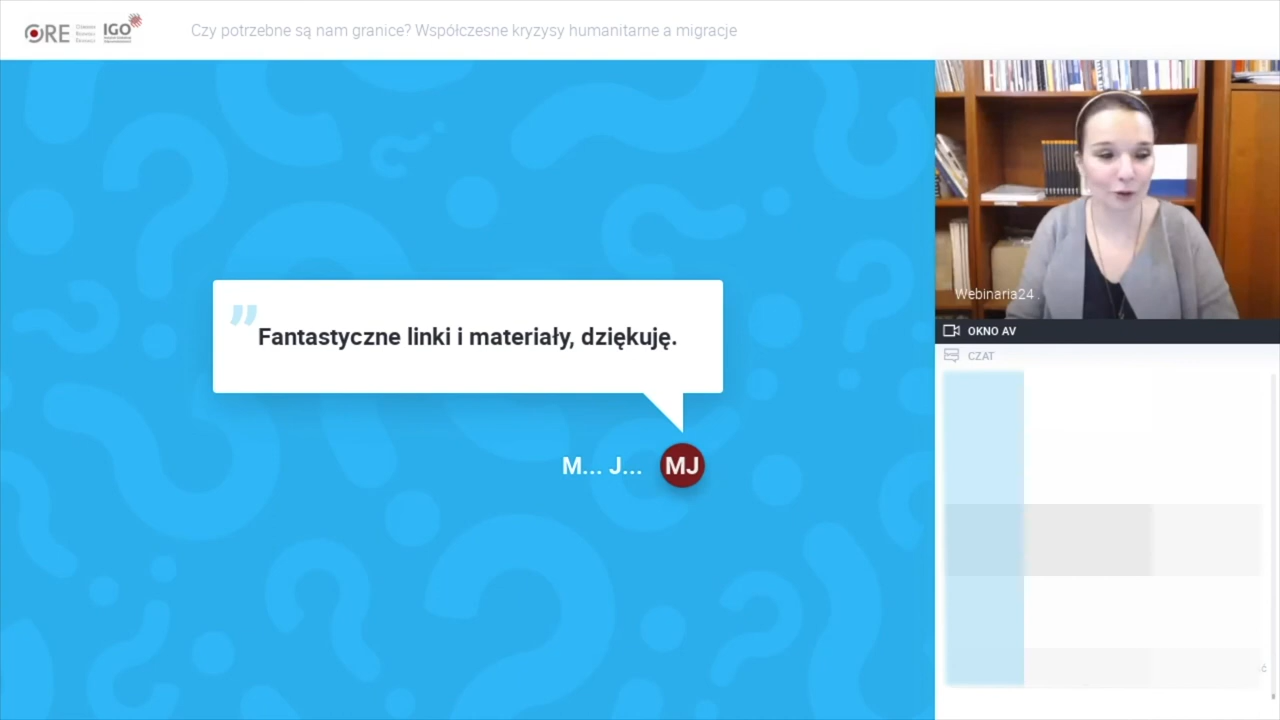 ORE
IGO
Czy potrzebne są nam granice? Współczesne kryzysy humanitarne a migracje
Fantastyczne linki i materiały, dziękuję.
M... J...
MJ
Webinaria24 .
OKNO AV
CZAT
ć